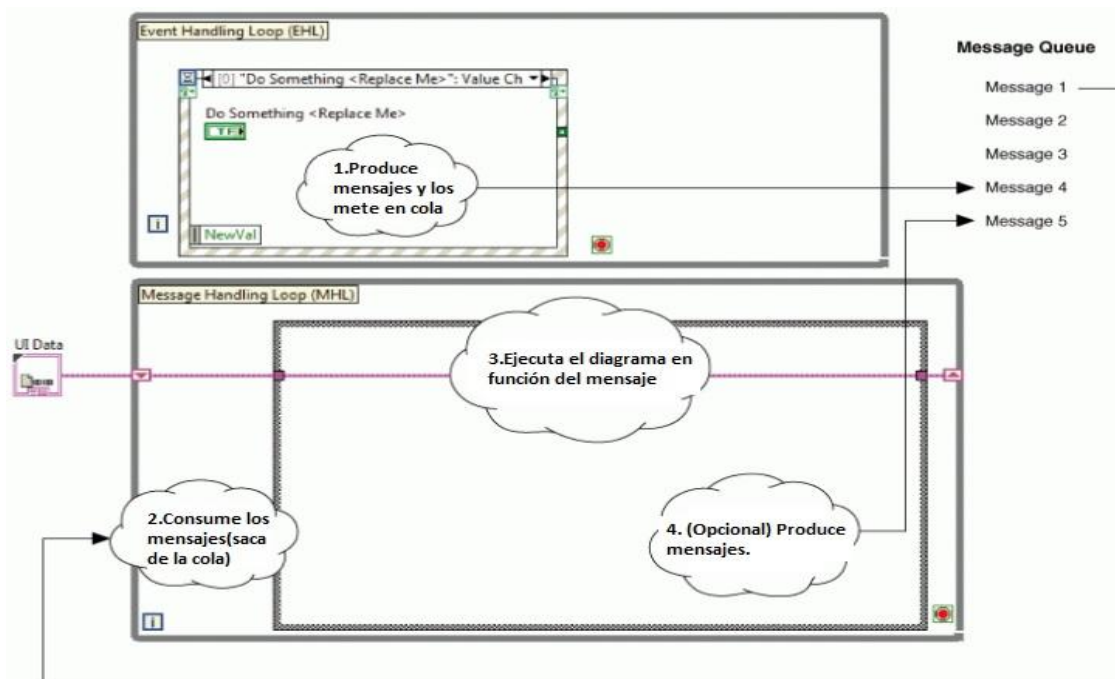 Event Handling Loop (EHL)
[0] "Do Something <Replace Me>": Value Ch
Do Something <Replace Me>
TF
1.Produce
mensajes y los
mete en cola
i
NewVal
Message Queue
Message 1
Message 2
Message 3
Message 4
Message 5
Message Handling Loop (MHL)
UI Data
3.Ejecuta el diagrama en
función del mensaje
2.Consume los
mensajes(saca
de la cola)
4. (Opcional) Produce
mensajes.
i